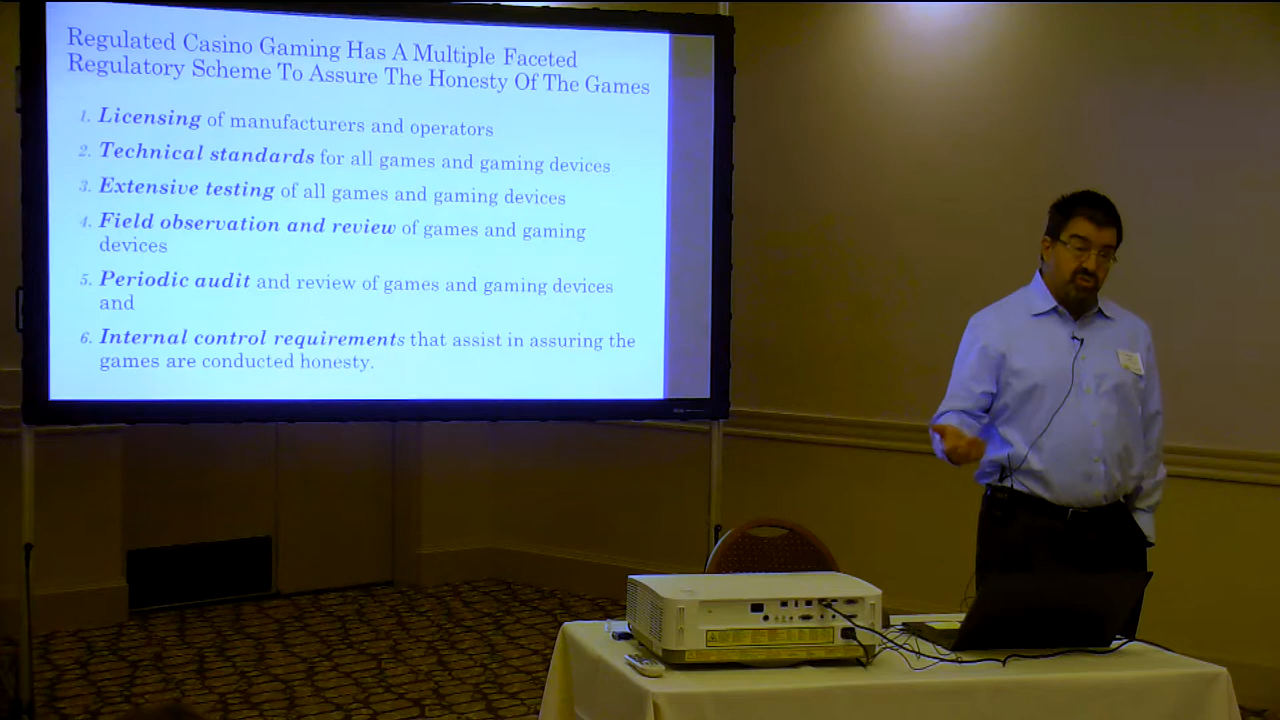 Regulated Casino Gaming Has A Multiple Faceted
Regulatory Scheme To Assure The Honesty Of The Games
1. Licensing of manufacturers and operators
2. Technical standards for all games and gaming devices
3. Extensive testing of all games and gaming devices
4. Field observation and review of games and gaming
devices
5. Periodic audit and review of games and gaming devices
and
6. Internal control requirements that assist in assuring the
games are conducted honesty.